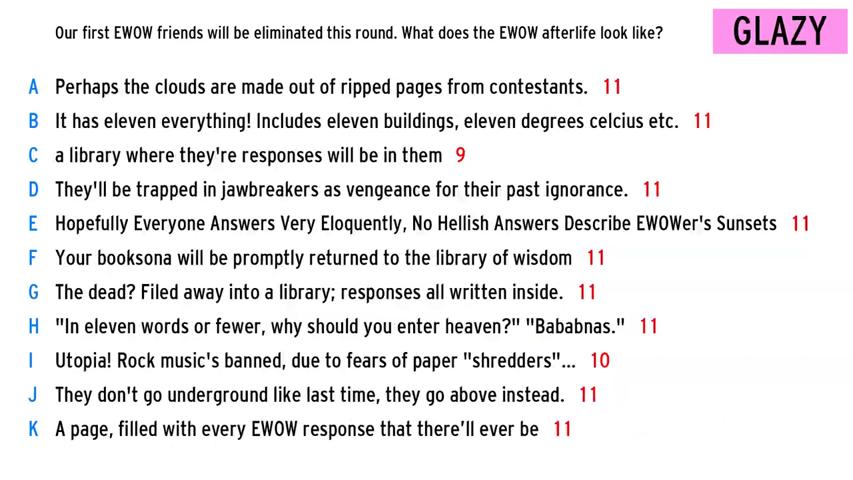 Our first EWOW friends will be eliminated this round. What does the EWOW afterlife look like?
GLAZY
A Perhaps the clouds are made out of ripped pages from contestants. 11
B It has eleven everything! Includes eleven buildings, eleven degrees celcius etc. 11
C a library where they're responses will be in them 9
D They'll be trapped in jawbreakers as vengeance for their past ignorance. 11
E Hopefully Everyone Answers Very Eloquently, No Hellish Answers Describe EWOWer's Sunsets 11
F Your booksona will be promptly returned to the library of wisdom 11
G The dead? Filed away into a library; responses all written inside. 11
H "In eleven words or fewer, why should you enter heaven?" "Bababnas." 11
I Utopia! Rock music's banned, due to fears of paper "shredders"... 10
J They don't go underground like last time, they go above instead. 11
K A page, filled with every EWOW response that there’ll ever be 11